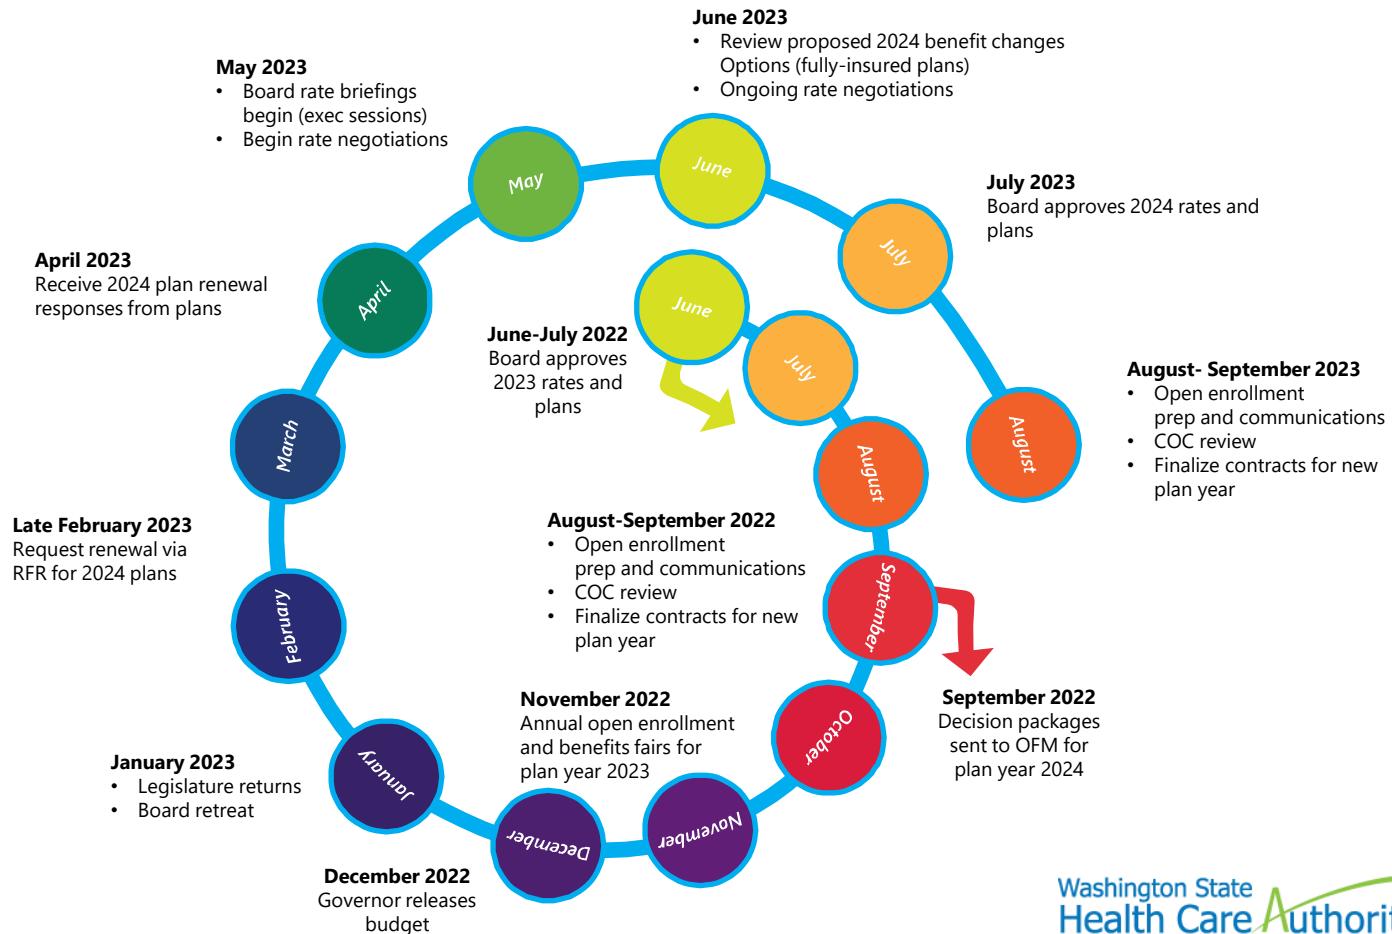 June 2023
• Review proposed 2024 benefit changes
Options (fully-insured plans)
• Ongoing rate negotiations
May 2023
• Board rate briefings
begin (exec sessions)
• Begin rate negotiations
June
May
July 2023
Board approves 2024 rates and
plans
July
April 2023
Receive 2024 plan renewal
responses from plans
April
June
June-July 2022
Board approves
2023 rates and
plans
July
August- September 2023
• Open enrollment
prep and communications
• COC review
• Finalize contracts for new
plan year
August
March
August
Late February 2023
Request renewal via
RFR for 2024 plans
August-September 2022
• Open enrollment
prep and communications
• COC review
• Finalize contracts for new
plan year
September
February
September 2022
Decision packages
sent to OFM for
plan year 2024
November 2022
Annual open enrollment
and benefits fairs for
plan year 2023
October
January 2023
• Legislature returns
• Board retreat
January
December
November
December 2022
Governor releases
budget
Washington State
Health Care Authorit